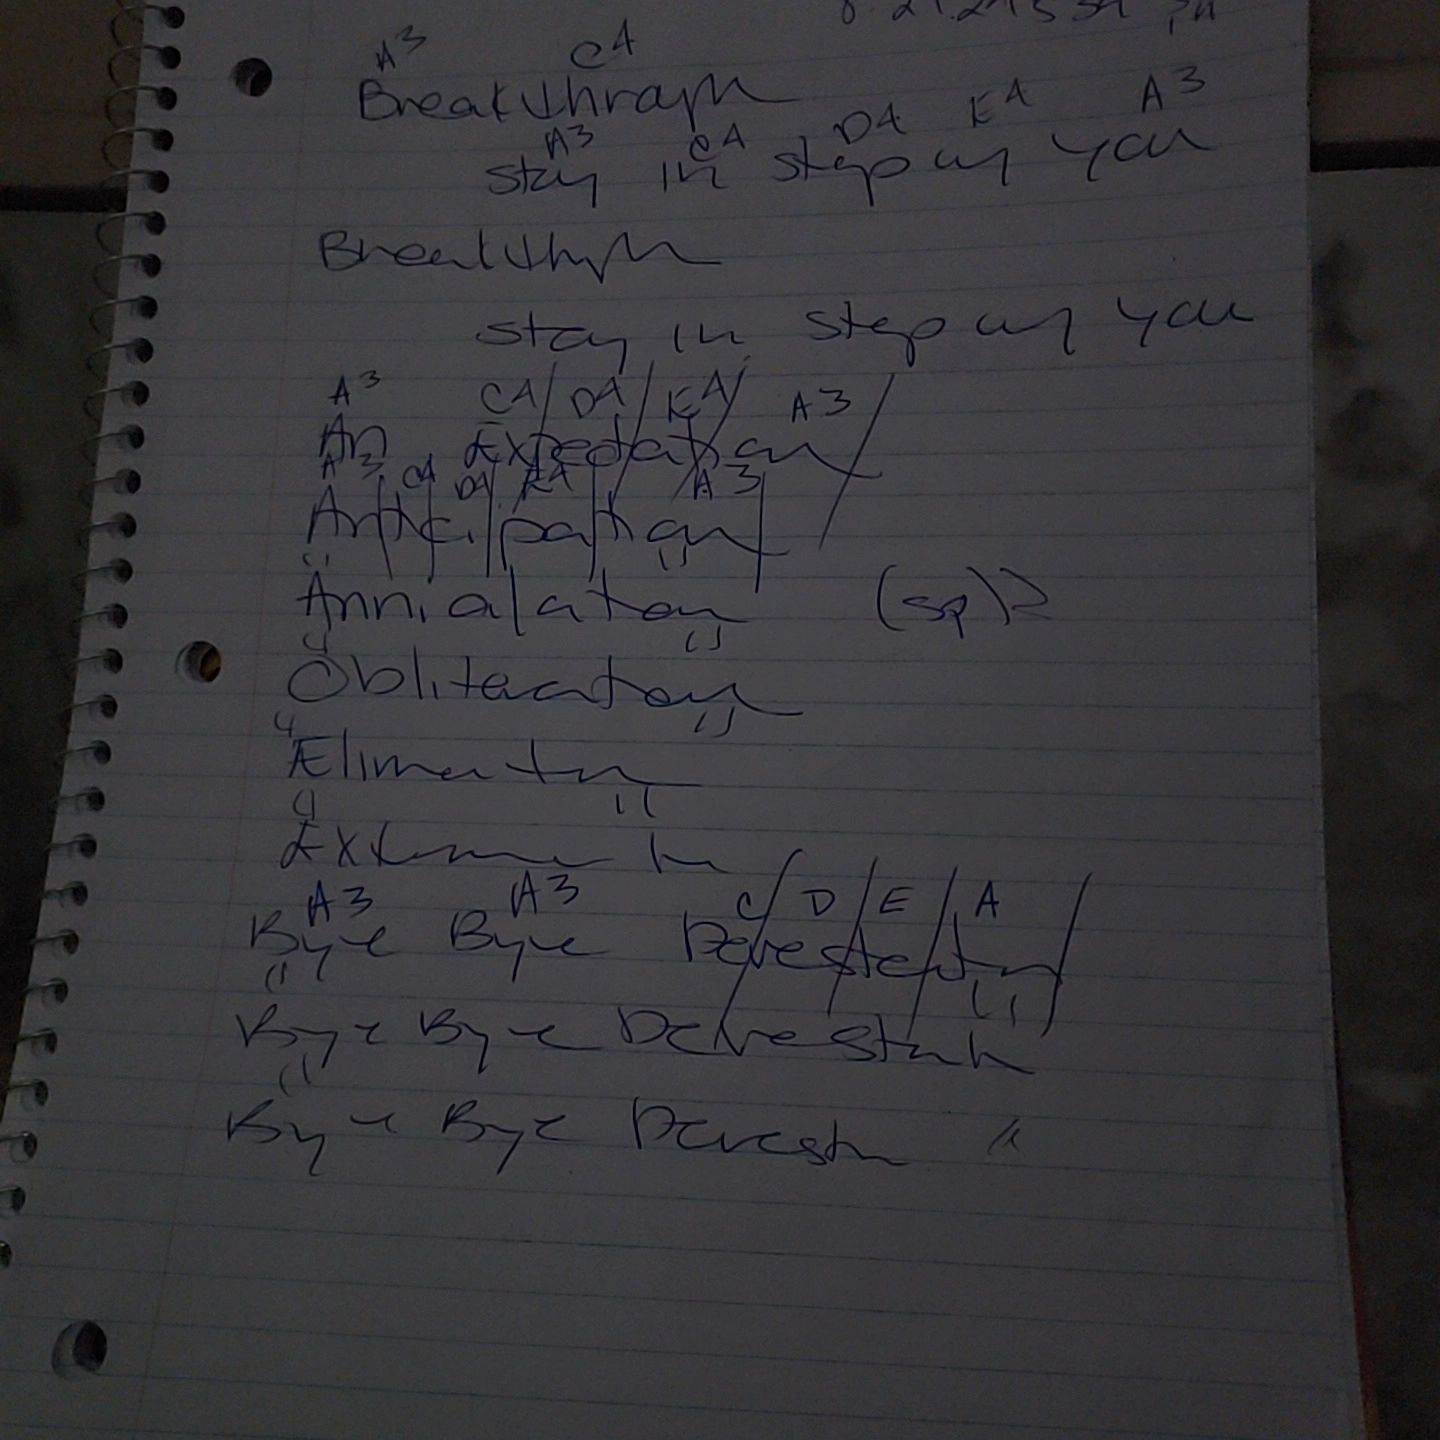 A3 C4
Breakthrough
A3 C4 D4 E4 A3
Stay in step w/ you
Breakthrough
Stay in step w/ you
A3 C4/ D4/ E4/ A3 /
An Expectation
A3 C4 D4 E4 A3
Anticipation
" "
Annialation (sp)?
" "
Obliteration
" "
Elimination
" "
Extermination
A3 A3 C/ D/ E/ A /
Bye Bye Devestation
" "
Bye Bye Devestation
"
Bye Bye Devestation "